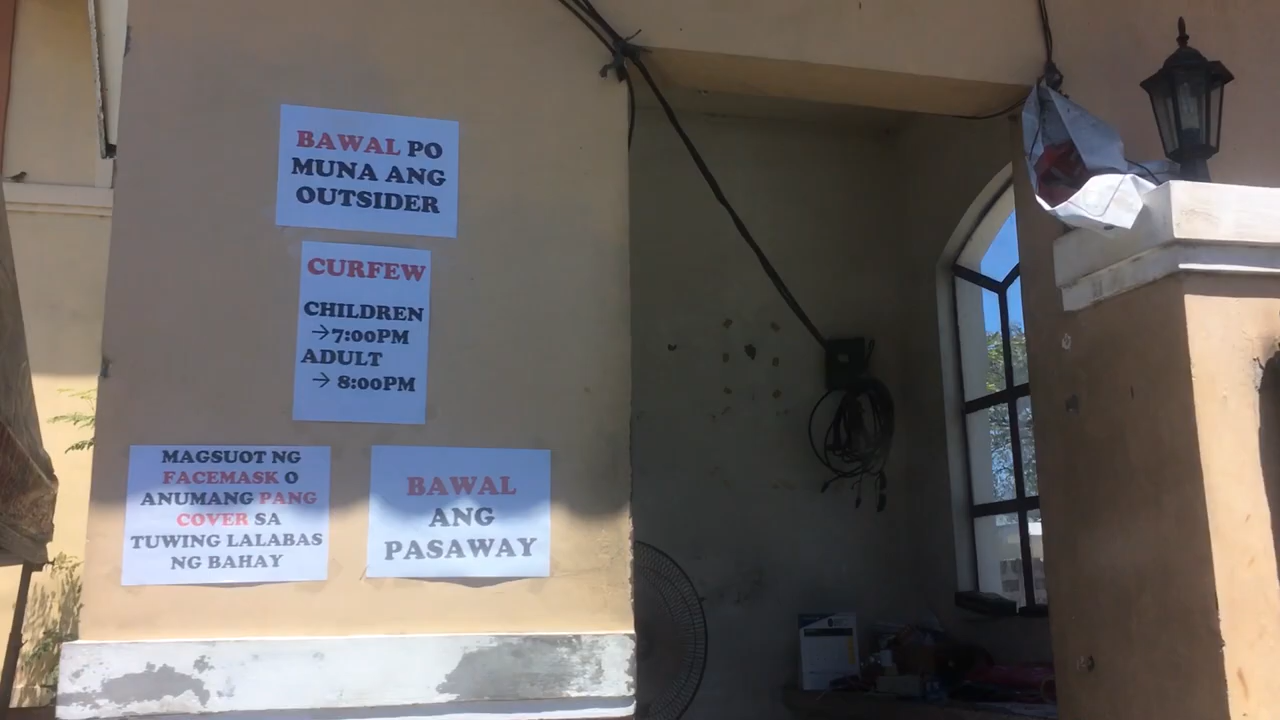 BAWAL PO
MUNA ANG
OUTSIDER
CURFEW
CHILDREN
→7:00PM
ADULT
→ 8:00PM
MAGSUOT NG
FACEMASK O
ANUMANG PANG
COVER SA
TUWING LALABAS
NG BAHAY
BAWAL
ANG
PASAWAY